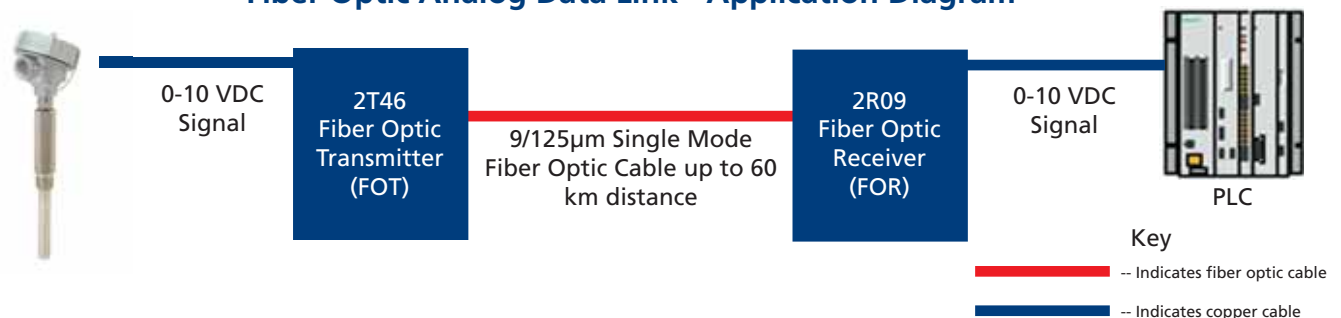 Fiber Optic Analog Data Link - Application Diagram
0-10 VDC
Signal
2T46
Fiber Optic
Transmitter
(FOT)
9/125µm Single Mode
Fiber Optic Cable up to 60
km distance
2R09
Fiber Optic
Receiver
(FOR)
0-10 VDC
Signal
PLC
Key
-- Indicates fiber optic cable
-- Indicates copper cable